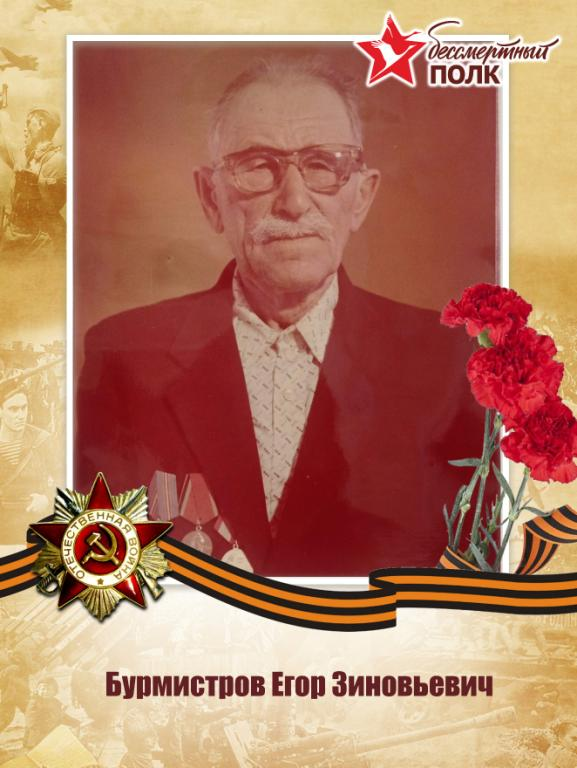 бессмертный
ПОЛК
ОТЕЧЕСТВЕННАЯ ВОЙНА
Бурмистров Егор Зиновьевич